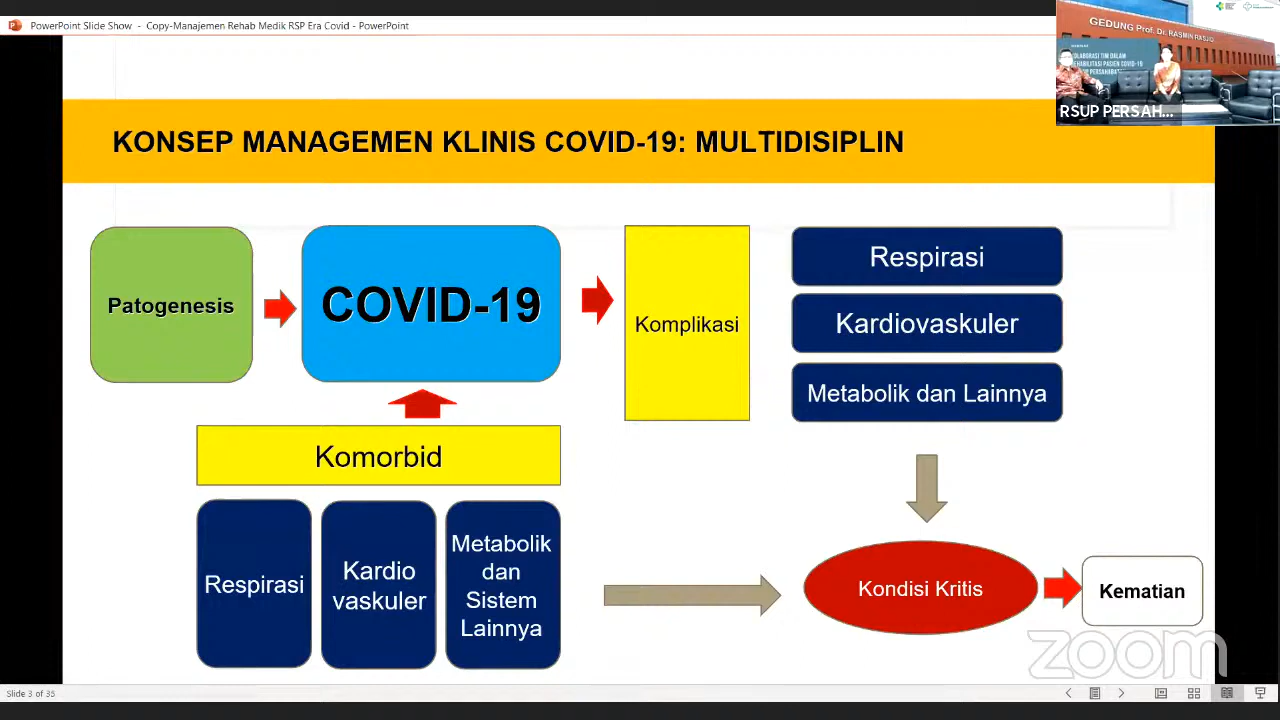 PowerPoint Slide Show - Copy-Manajemen Rehab Medik RSP Era Covid - PowerPoint
GEDUNG Prof. Dr. RASMIN RASJID
KOLABORASI TIM DALAM
REHABILITASI PASIEN COVID-19
RSUP PERSAH...
KONSEP MANAGEMEN KLINIS COVID-19: MULTIDISIPLIN
Patogenesis
COVID-19
Komplikasi
Respirasi
Kardiovaskuler
Metabolik dan Lainnya
Komorbid
Respirasi
Kardio
vaskuler
Metabolik
dan
Sistem
Lainnya
Kondisi Kritis
Kematian
zoom
Slide 3 of 35